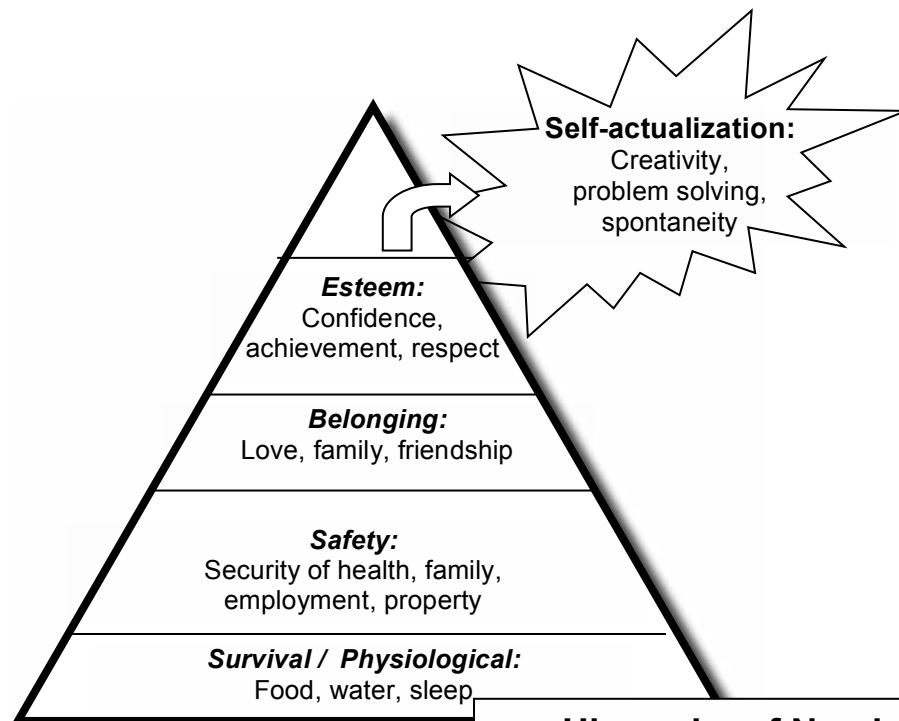 Self-actualization:
Creativity,
problem solving,
spontaneity
Esteem:
Confidence,
achievement, respect
Belonging:
Love, family, friendship
Safety:
Security of health, family,
employment, property
Survival / Physiological:
Food, water, sleep